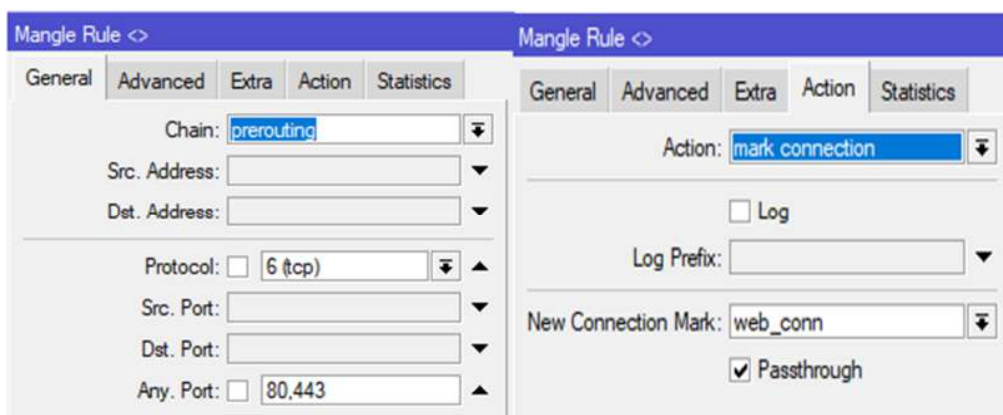 Mangle Rule <>
General Advanced Extra Action Statistics
Chain: prerouting
Src. Address:
Dst. Address:
Protocol: 6 (tcp)
Src. Port:
Dst. Port:
Any. Port: 80,443
Mangle Rule <>
General Advanced Extra Action Statistics
Action: mark connection
Log
Log Prefix:
New Connection Mark: web_conn
Passthrough